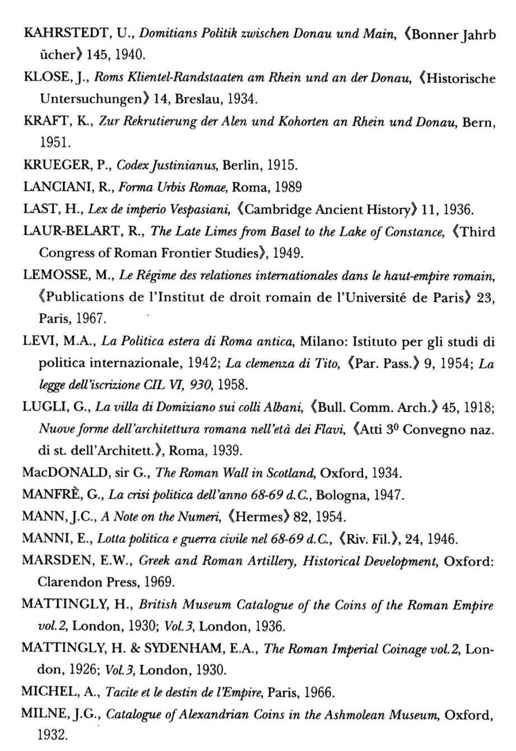 KAHRSTEDT, U., Domitians Politik zwischen Donau und Main, 《Bonner Jahrb
ücher》 145, 1940.
KLOSE, J., Roms Klientel-Randstaaten am Rhein und an der Donau, 《Historische
Untersuchungen》 14, Breslau, 1934.
KRAFT, K., Zur Rekrutierung der Alen und Kohorten an Rhein und Donau, Bern,
1951.
KRUEGER, P., Codex Justinianus, Berlin, 1915.
LANCIANI, R., Forma Urbis Romae, Roma, 1989
LAST, H., Lex de imperio Vespasiani, 《Cambridge Ancient History》 11, 1936.
LAUR-BELART, R., The Late Limes from Basel to the Lake of Constance, 《Third
Congress of Roman Frontier Studies》, 1949.
LEMOSSE, M., Le Régime des relationes internationales dans le haut-empire romain,
《Publications de l'Institut de droit romain de l'Université de Paris》 23,
Paris, 1967.
LEVI, M.A., La Politica estera di Roma antica, Milano: Istituto per gli studi di
politica internazionale, 1942; La clemenza di Tito, 《Par. Pass.》 9, 1954; La
legge dell'iscrizione CIL VI, 930, 1958.
LUGLI, G., La villa di Domiziano sui colli Albani, 《Bull. Comm. Arch.》 45, 1918;
Nuove forme dell'architettura romana nell'età dei Flavi, 《Atti 3º Convegno naz.
di st. dell'Architett.》, Roma, 1939.
MacDONALD, sir G., The Roman Wall in Scotland, Oxford, 1934.
MANFRÈ, G., La crisi politica dell'anno 68-69 d.C., Bologna, 1947.
MANN, J.C., A Note on the Numeri, 《Hermes》 82, 1954.
MANNI, E., Lotta politica e guerra civile nel 68-69 d.C., 《Riv. Fil.》, 24, 1946.
MARSDEN, E.W., Greek and Roman Artillery, Historical Development, Oxford:
Clarendon Press, 1969.
MATTINGLY, H., British Museum Catalogue of the Coins of the Roman Empire
vol.2, London, 1930; Vol.3, London, 1936.
MATTINGLY, H. & SYDENHAM, E.A., The Roman Imperial Coinage vol.2, Lon-
don, 1926; Vol.3, London, 1930.
MICHEL, A., Tacite et le destin de l'Empire, Paris, 1966.
MILNE, J.G., Catalogue of Alexandrian Coins in the Ashmolean Museum, Oxford,
1932.